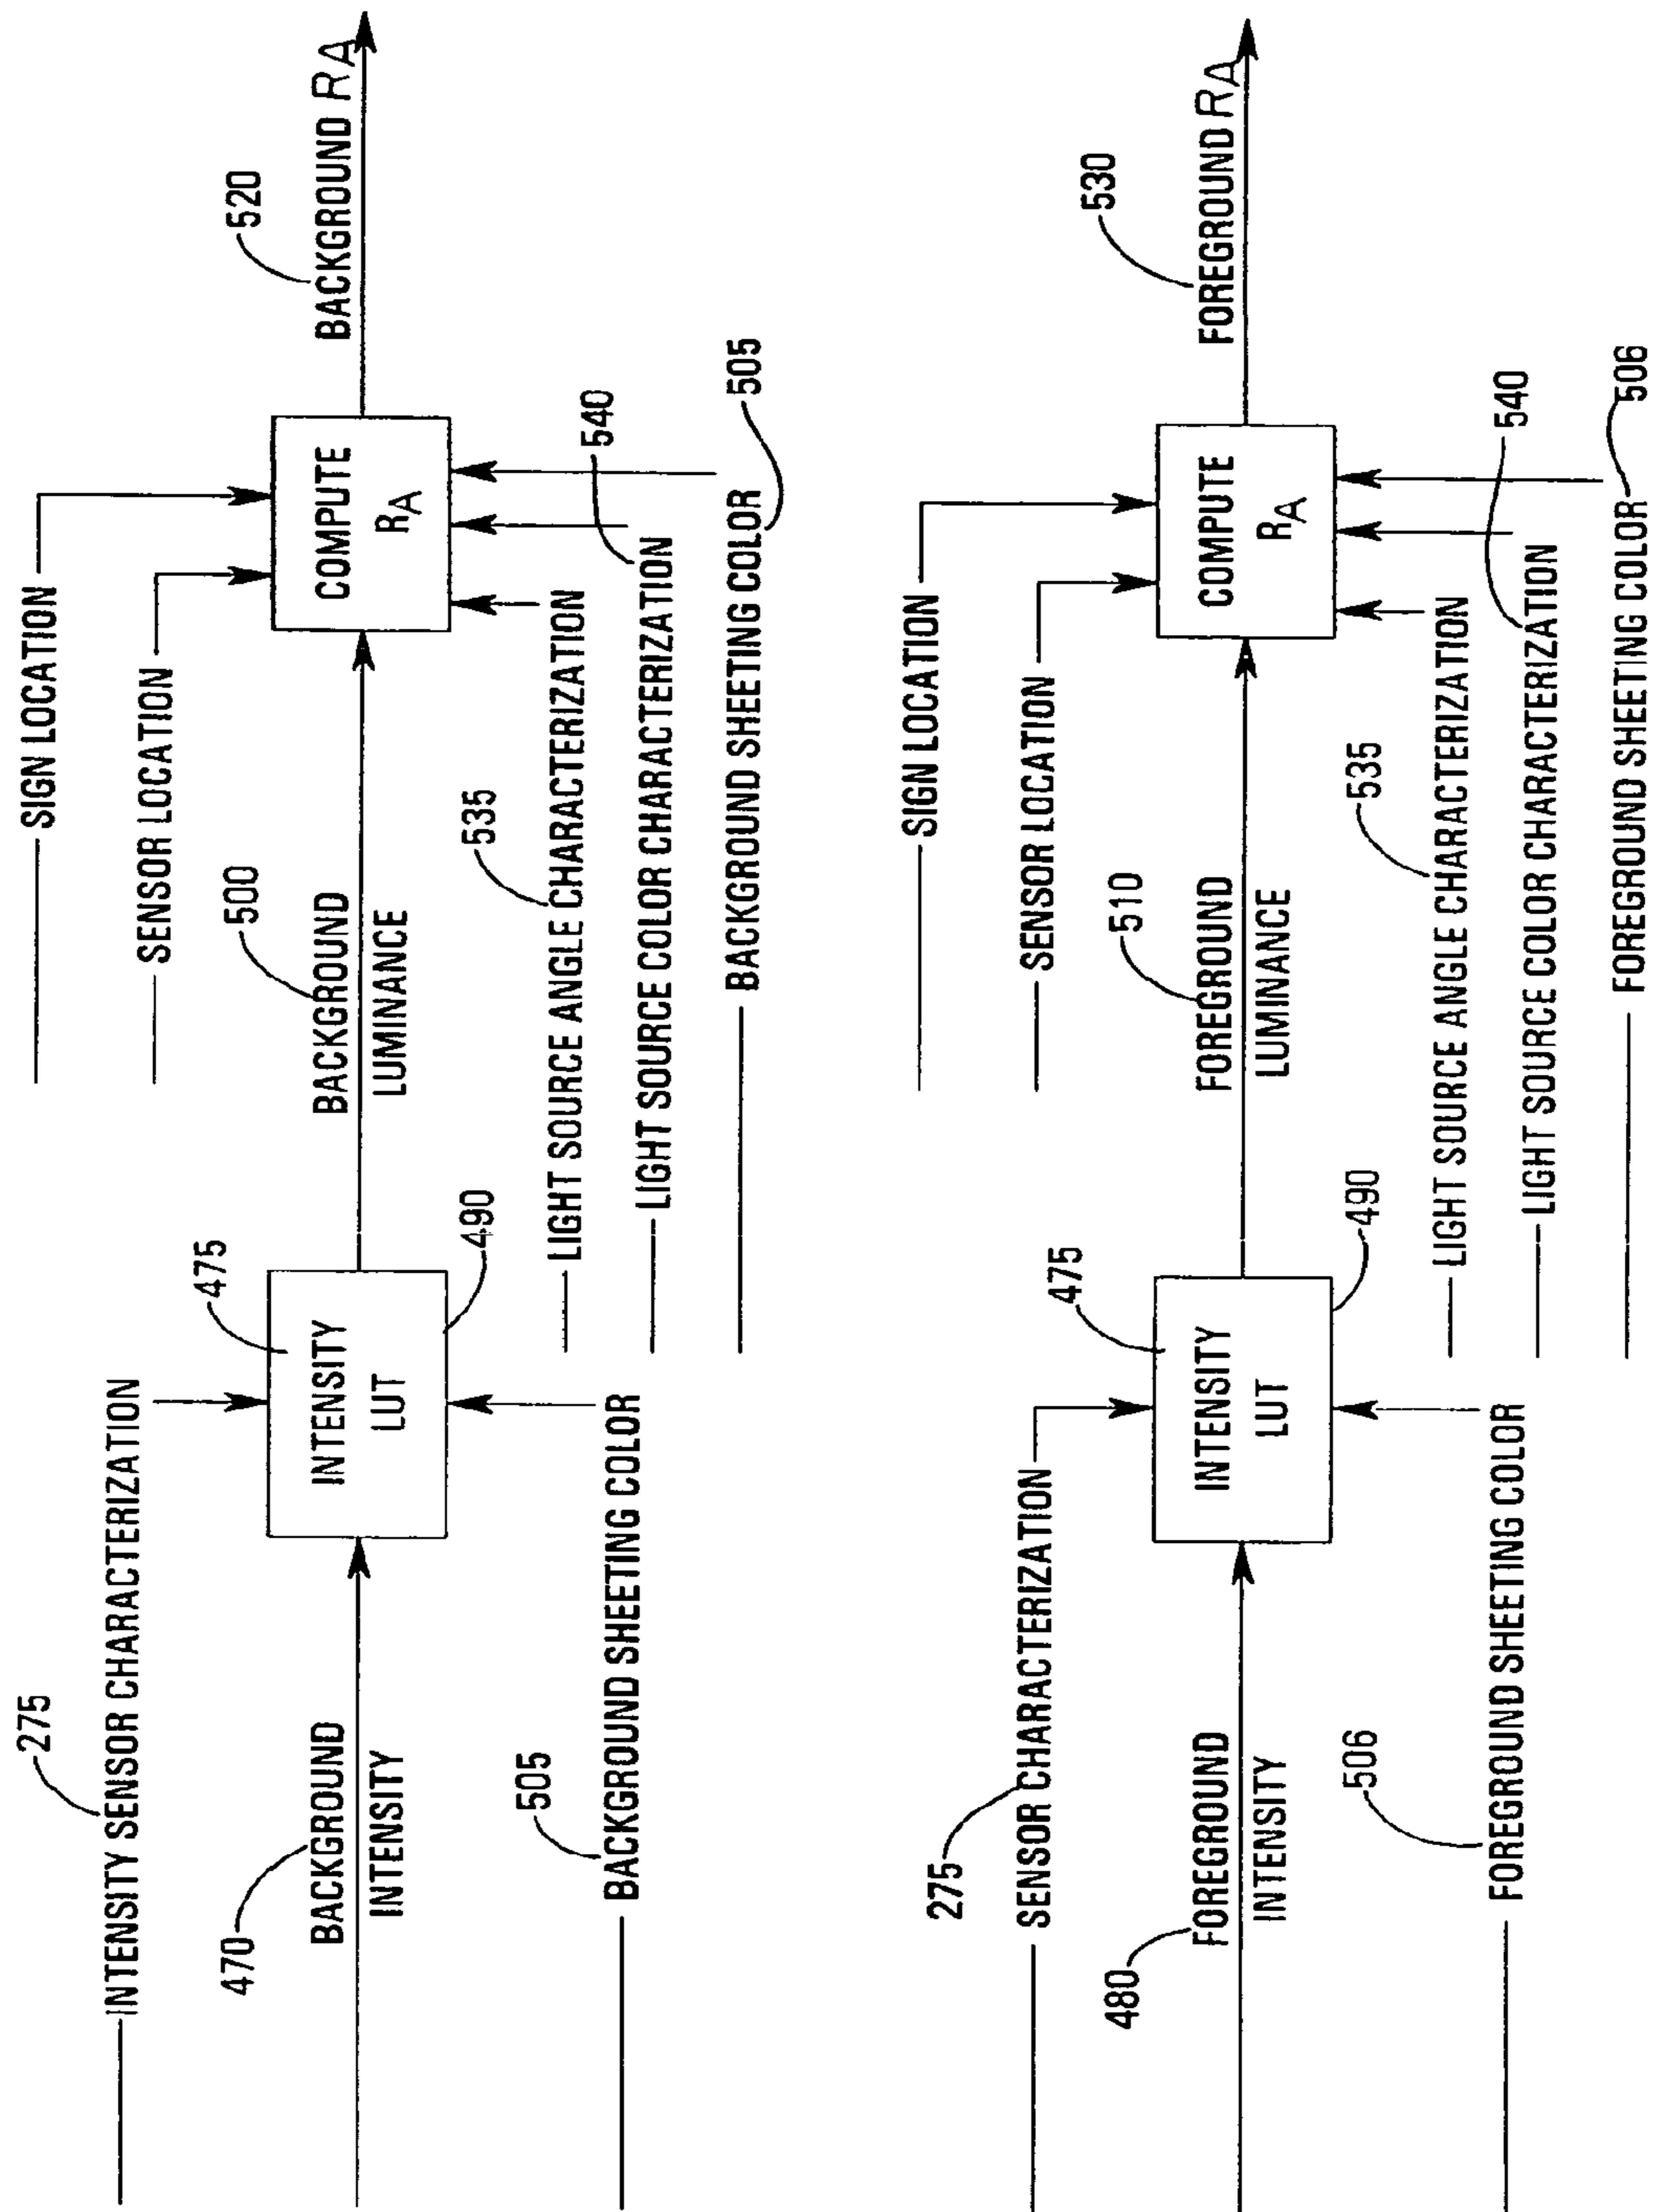 275
INTENSITY SENSOR CHARACTERIZATION
470
BACKGROUND
INTENSITY
505
BACKGROUND SHEETING COLOR
475
INTENSITY
LUT
490
SIGN LOCATION
SENSOR LOCATION
500
BACKGROUND
LUMINANCE
535
LIGHT SOURCE ANGLE CHARACTERIZATION
LIGHT SOURCE COLOR CHARACTERIZATION
540
BACKGROUND SHEETING COLOR
505
COMPUTE
RA
520
BACKGROUND RA
275
SENSOR CHARACTERIZATION
480
FOREGROUND
INTENSITY
506
FOREGROUND SHEETING COLOR
475
INTENSITY
LUT
490
SIGN LOCATION
SENSOR LOCATION
510
FOREGROUND
LUMINANCE
535
LIGHT SOURCE ANGLE CHARACTERIZATION
LIGHT SOURCE COLOR CHARACTERIZATION
540
FOREGROUND SHEETING COLOR
506
COMPUTE
RA
530
FOREGROUND RA